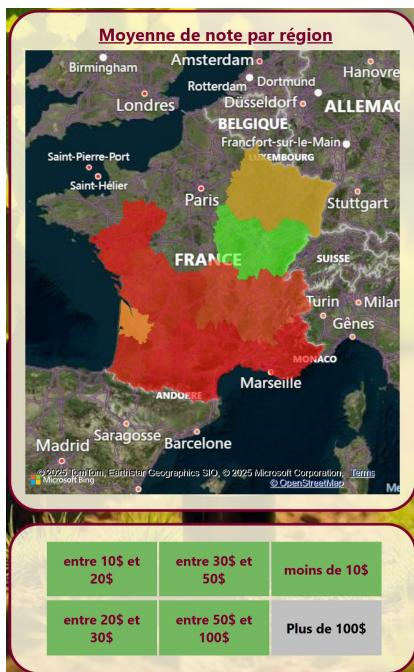 Moyenne de note par région
Amsterdam
Birmingham
Hanovre
Rotterdam
Dortmund
Londres
Düsseldorf
ALLEMAG
BELGIQUE
Francfort-sur-le-Main
LUXEMBOURG
Saint-Pierre-Port
Saint-Hélier
Paris
Stuttgart
FRANCE
SUISSE
Turin
Milan
Gênes
MONACO
Marseille
ANDORRE
Saragosse
Barcelone
Madrid
© 2025 TomTom, Earthstar Geographics SIO, © 2025 Microsoft Corporation, Terms
Microsoft Bing
© OpenStreetMap
Me
entre 10$ et
20$
entre 30$ et
50$
moins de 10$
entre 20$ et
30$
entre 50$ et
100$
Plus de 100$